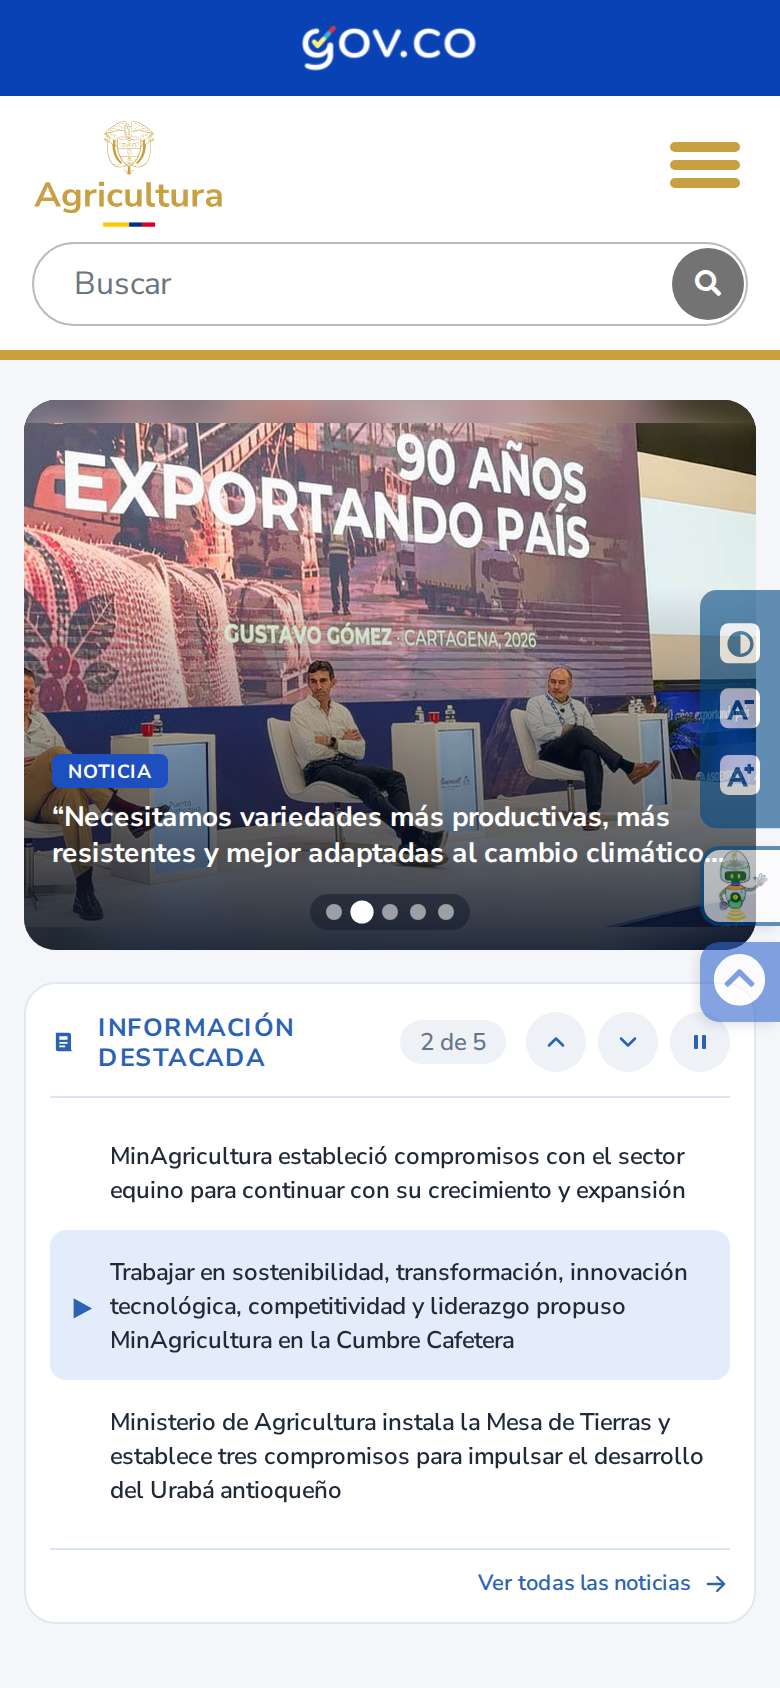 GOV.CO
Agricultura
Buscar
90 AÑOS
EXPORTANDO PAÍS
GUSTAVO GÓMEZ · CARTAGENA, 2026
A-
A+
NOTICIA
“Necesitamos variedades más productivas, más
resistentes y mejor adaptadas al cambio climático...
INFORMACIÓN
DESTACADA
2 de 5
MinAgricultura estableció compromisos con el sector
equino para continuar con su crecimiento y expansión
Trabajar en sostenibilidad, transformación, innovación
tecnológica, competitividad y liderazgo propuso
MinAgricultura en la Cumbre Cafetera
Ministerio de Agricultura instala la Mesa de Tierras y
establece tres compromisos para impulsar el desarrollo
del Urabá antioqueño
Ver todas las noticias